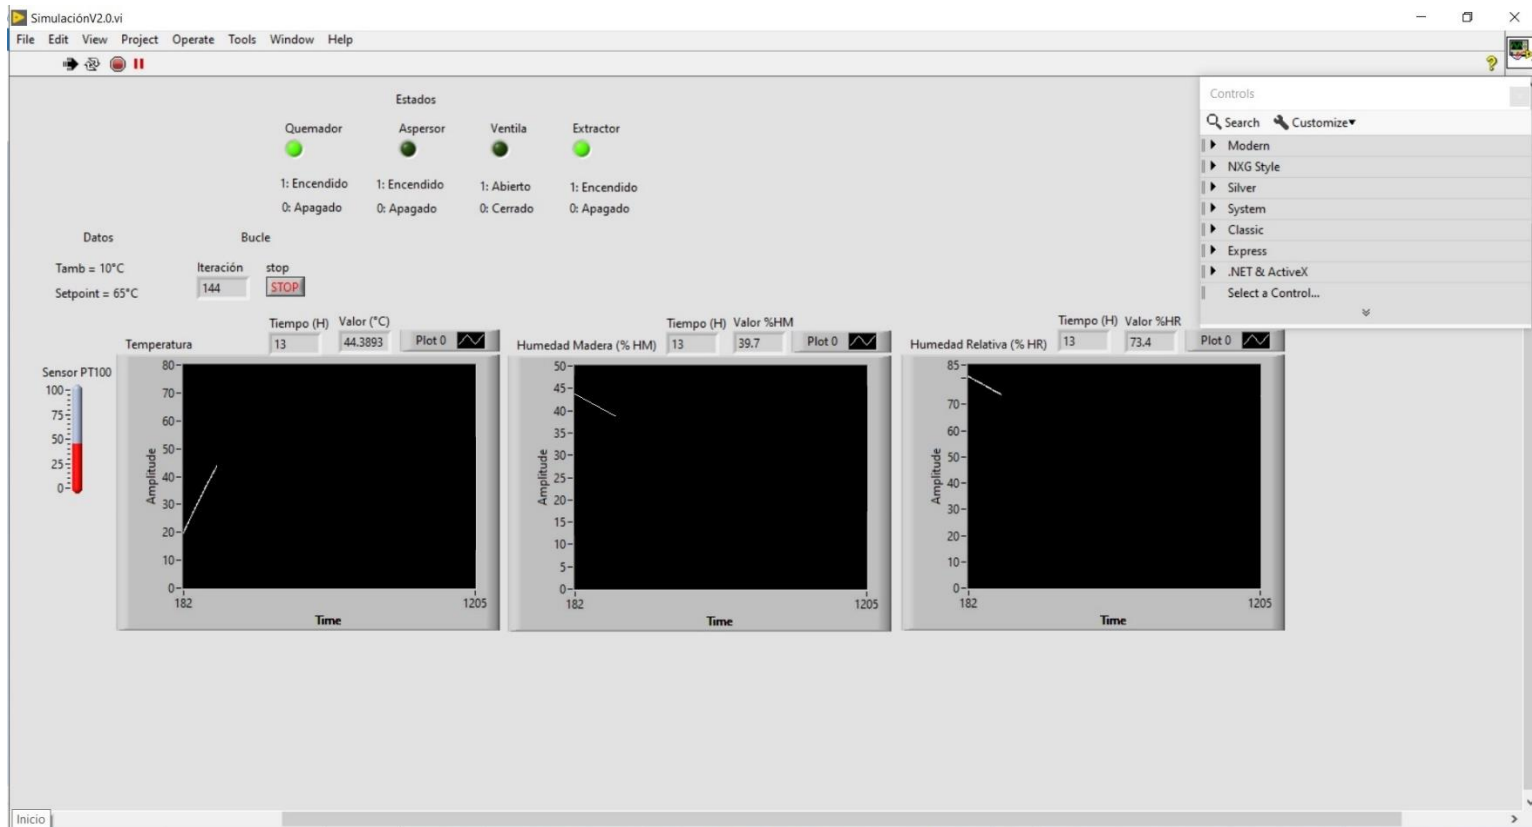 SimulaciónV2.0.vi
File Edit View Project Operate Tools Window Help
Controls
Search Customize
Modern
NXG Style
Silver
System
Classic
Express
.NET & ActiveX
Select a Control...
Estados
Quemador Aspersor Ventila Extractor
1: Encendido 1: Encendido 1: Abierto 1: Encendido
0: Apagado 0: Apagado 0: Cerrado 0: Apagado
Datos Bucle
Tamb = 10°C Iteración stop
Setpoint = 65°C 144 STOP
Tiempo (H) Valor (°C)
Temperatura 13 44.3893 Plot 0
Sensor PT100
100
75
50
25
0
80
70
60
50
40
30
20
10
0
Amplitude
182 1205
Time
Tiempo (H) Valor %HM
Humedad Madera (% HM) 13 39.7 Plot 0
50
45
40
35
30
25
20
15
10
5
0
Amplitude
182 1205
Time
Tiempo (H) Valor %HR
Humedad Relativa (% HR) 13 73.4 Plot 0
85
70
60
50
40
30
20
10
0
Amplitude
182 1205
Time
Inicio